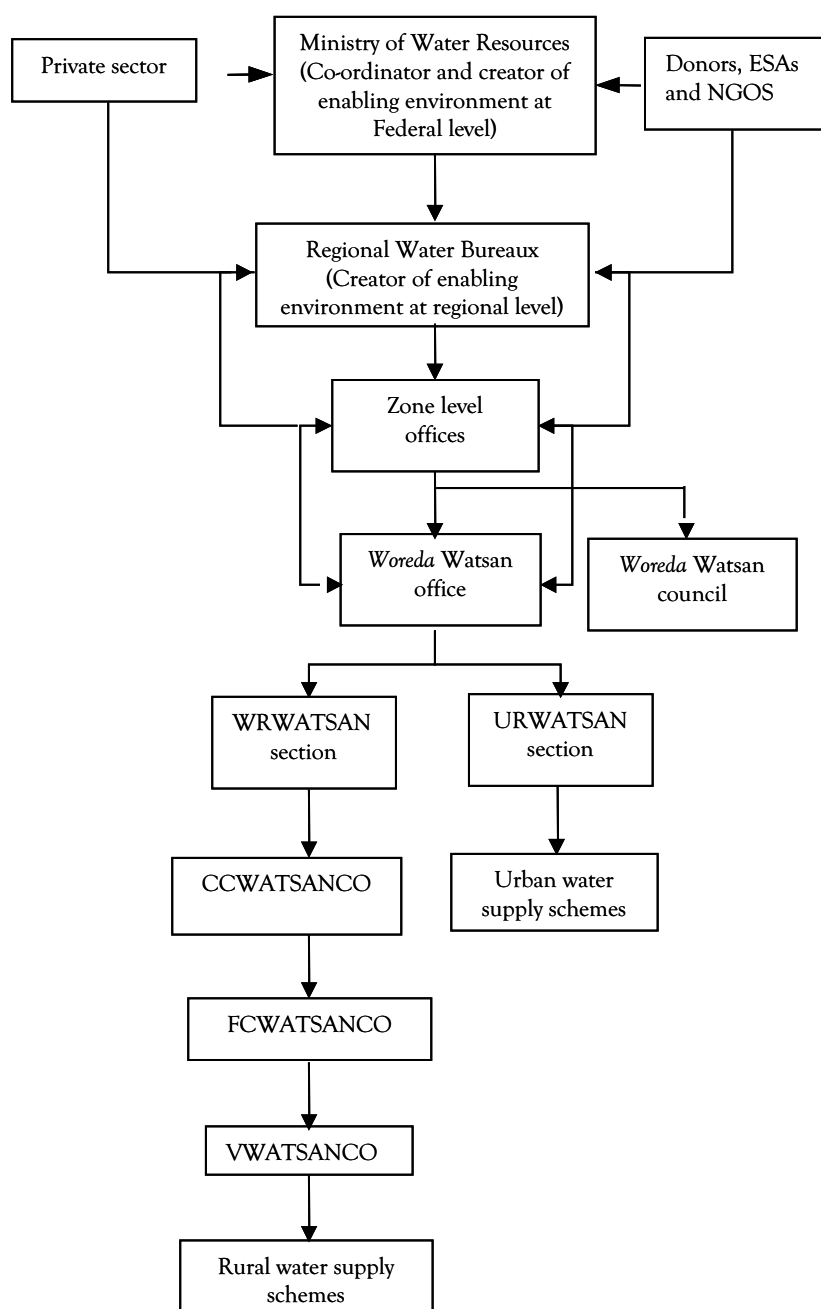 Private sector
Ministry of Water Resources
(Co-ordinator and creator of
enabling environment at
Federal level)
Donors, ESAs
and NGOS
Regional Water Bureaux
(Creator of enabling
environment at regional level)
Zone level
offices
Woreda Watsan
office
Woreda Watsan
council
WRWATSAN
section
URWATSAN
section
CCWATSANCO
Urban water
supply schemes
FCWATSANCO
VWATSANCO
Rural water supply
schemes